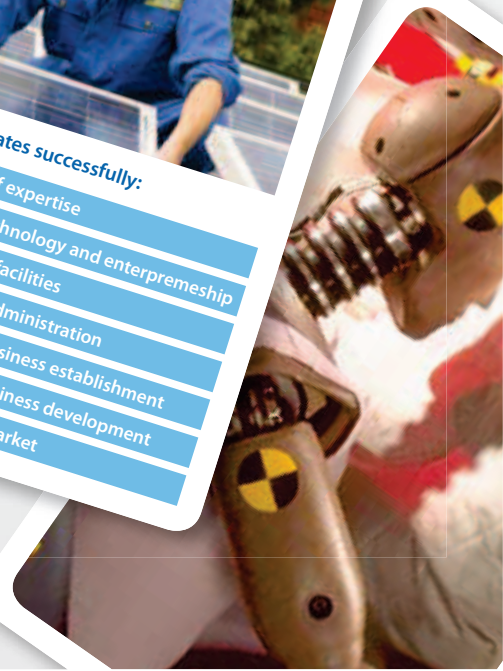 ates successfully:
f expertise
hnology and enterpremeship
facilities
dministration
siness establishment
iness development
arket